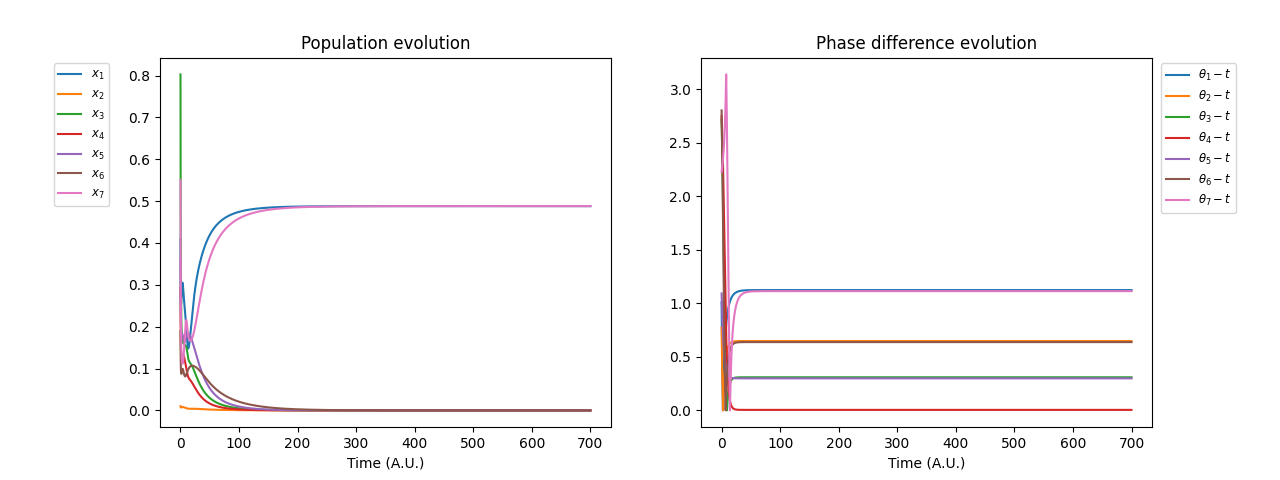 Population evolution
x₁
x₂
x₃
x₄
x₅
x₆
x₇
0.8
0.7
0.6
0.5
0.4
0.3
0.2
0.1
0.0
0 100 200 300 400 500 600 700
Time (A.U.)
Phase difference evolution
3.0
2.5
2.0
1.5
1.0
0.5
0.0
0 100 200 300 400 500 600 700
Time (A.U.)
θ₁ − t
θ₂ − t
θ₃ − t
θ₄ − t
θ₅ − t
θ₆ − t
θ₇ − t